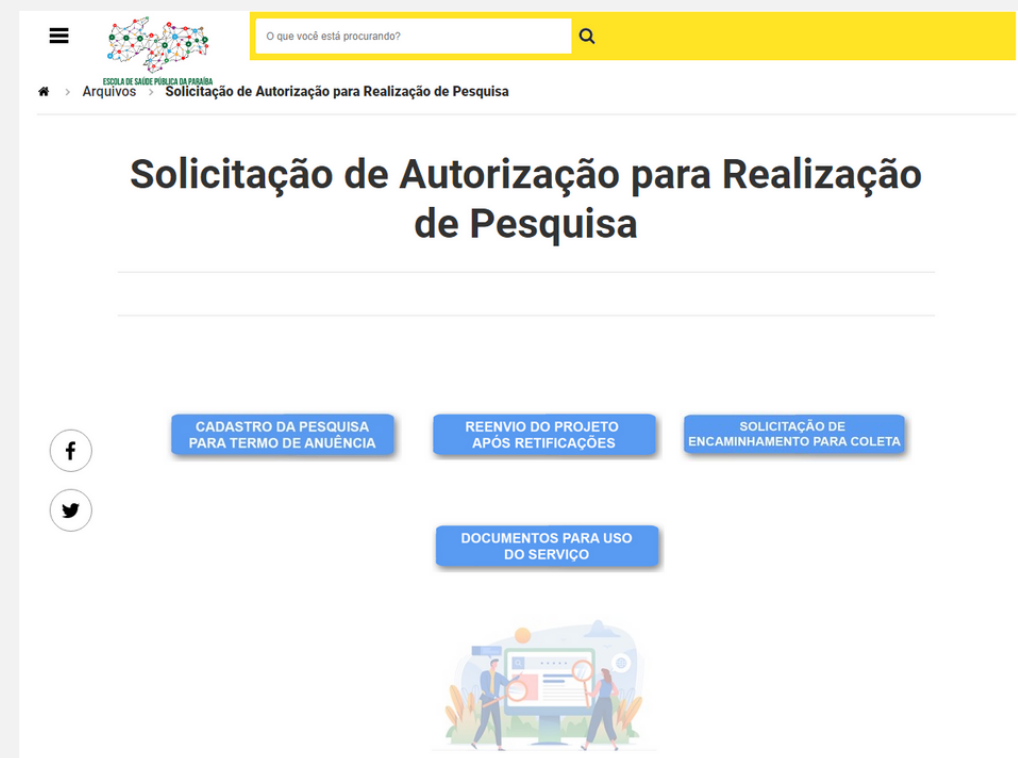 O que você está procurando?
ESCOLA DE SAÚDE PÚBLICA DA PARAÍBA
> Arquivos > Solicitação de Autorização para Realização de Pesquisa
Solicitação de Autorização para Realização
de Pesquisa
CADASTRO DA PESQUISA
PARA TERMO DE ANUÊNCIA
REENVIO DO PROJETO
APÓS RETIFICAÇÕES
SOLICITAÇÃO DE
ENCAMINHAMENTO PARA COLETA
DOCUMENTOS PARA USO
DO SERVIÇO